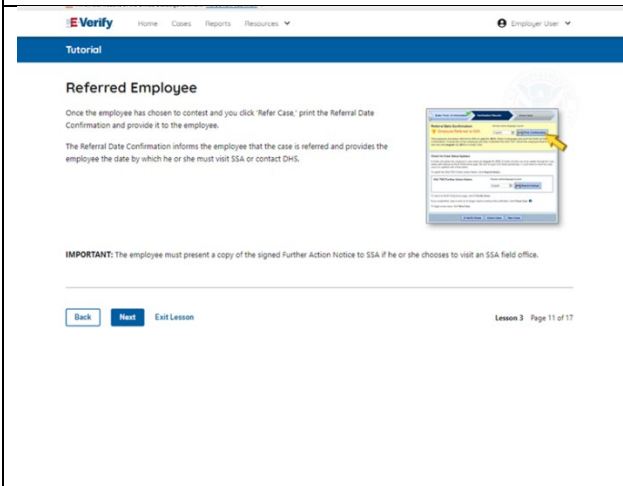 E-Verify Home Cases Reports Resources Employer User
Tutorial
Referred Employee
Once the employee has chosen to contest and you click 'Refer Case,' print the Referral Date
Confirmation and provide it to the employee.
The Referral Date Confirmation informs the employee that the case is referred and provides the
employee the date by which he or she must visit SSA or contact DHS.
IMPORTANT: The employee must present a copy of the signed Further Action Notice to SSA if he or she chooses to visit an SSA field office.
Back Next Exit Lesson Lesson 3 Page 11 of 17